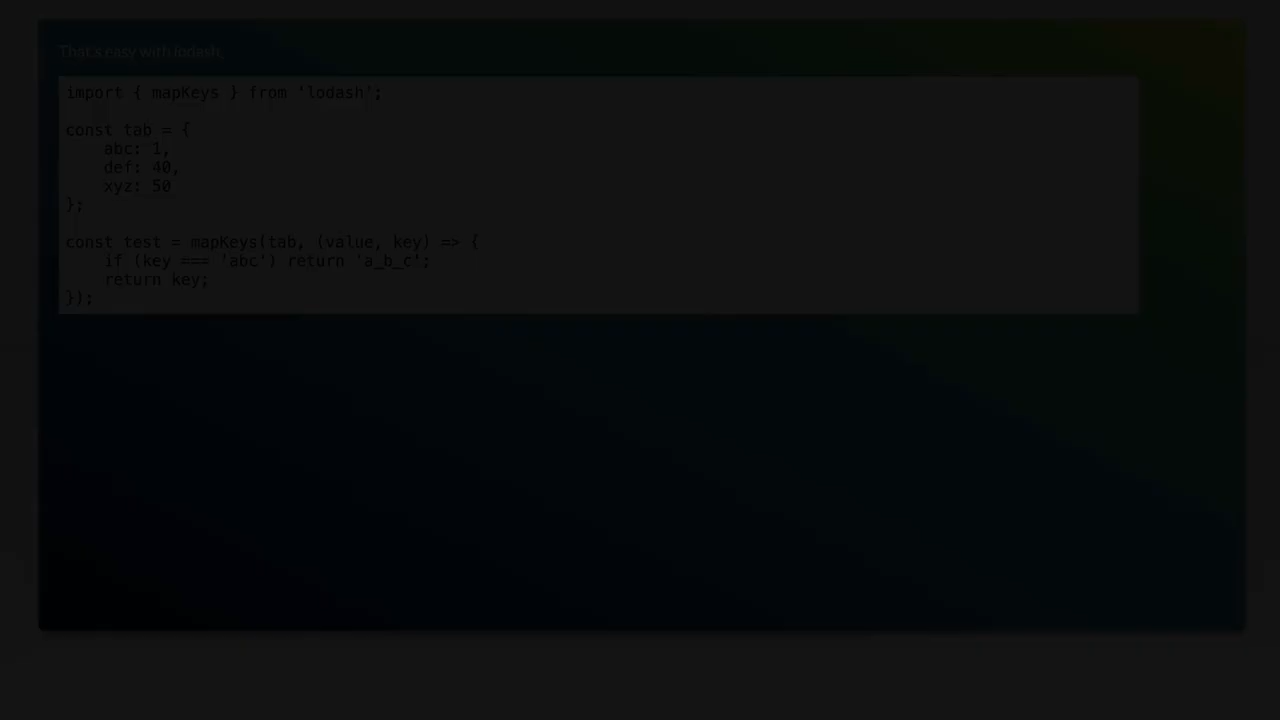 That's easy with lodash.
import { mapKeys } from 'lodash';
const tab = {
    abc: 1,
    def: 40,
    xyz: 50
};
const test = mapKeys(tab, (value, key) => {
    if (key === 'abc') return 'a_b_c';
    return key;
});